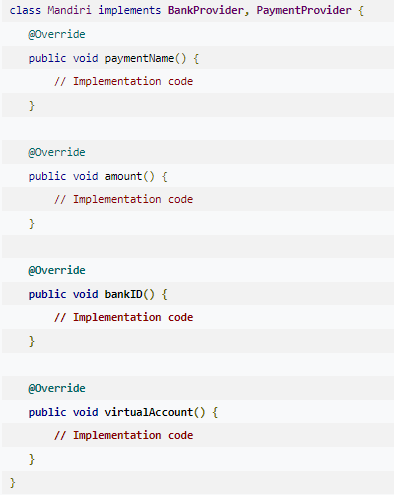 class Mandiri implements BankProvider, PaymentProvider {
    @Override
    public void paymentName() {
        // Implementation code
    }

    @Override
    public void amount() {
        // Implementation code
    }

    @Override
    public void bankID() {
        // Implementation code
    }

    @Override
    public void virtualAccount() {
        // Implementation code
    }
}